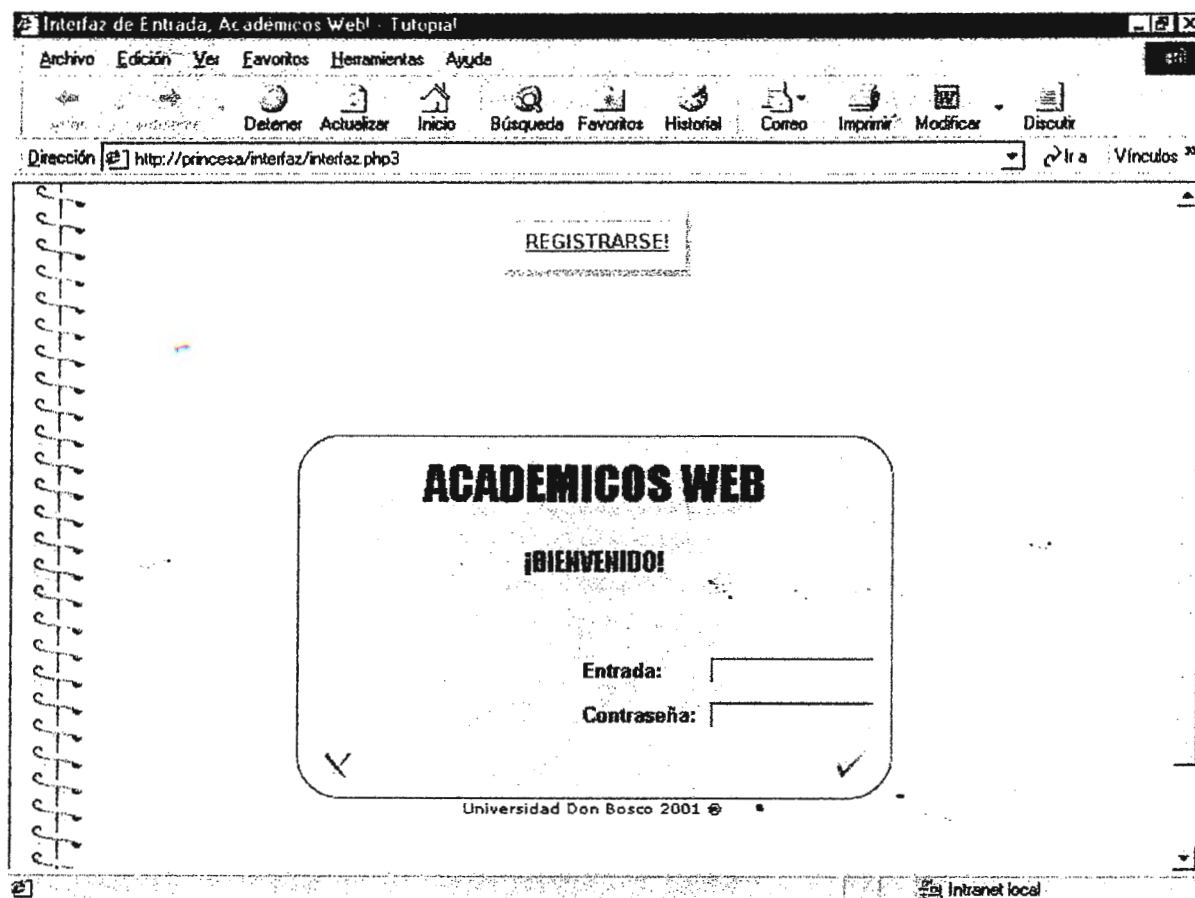 Interfaz de Entrada, Académicos Web! - Tutopia!
Archivo Edición Ver Favoritos Herramientas Ayuda
Detener Actualizar Inicio Búsqueda Favoritos Historial Correo Imprimir Modificar Discutir
Dirección http://princesa/interfaz/interfaz.php3 Ir a Vínculos »
REGISTRARSE!
ACADEMICOS WEB
¡BIENVENIDO!
Entrada:
Contraseña:
Universidad Don Bosco 2001 ®
Intranet local